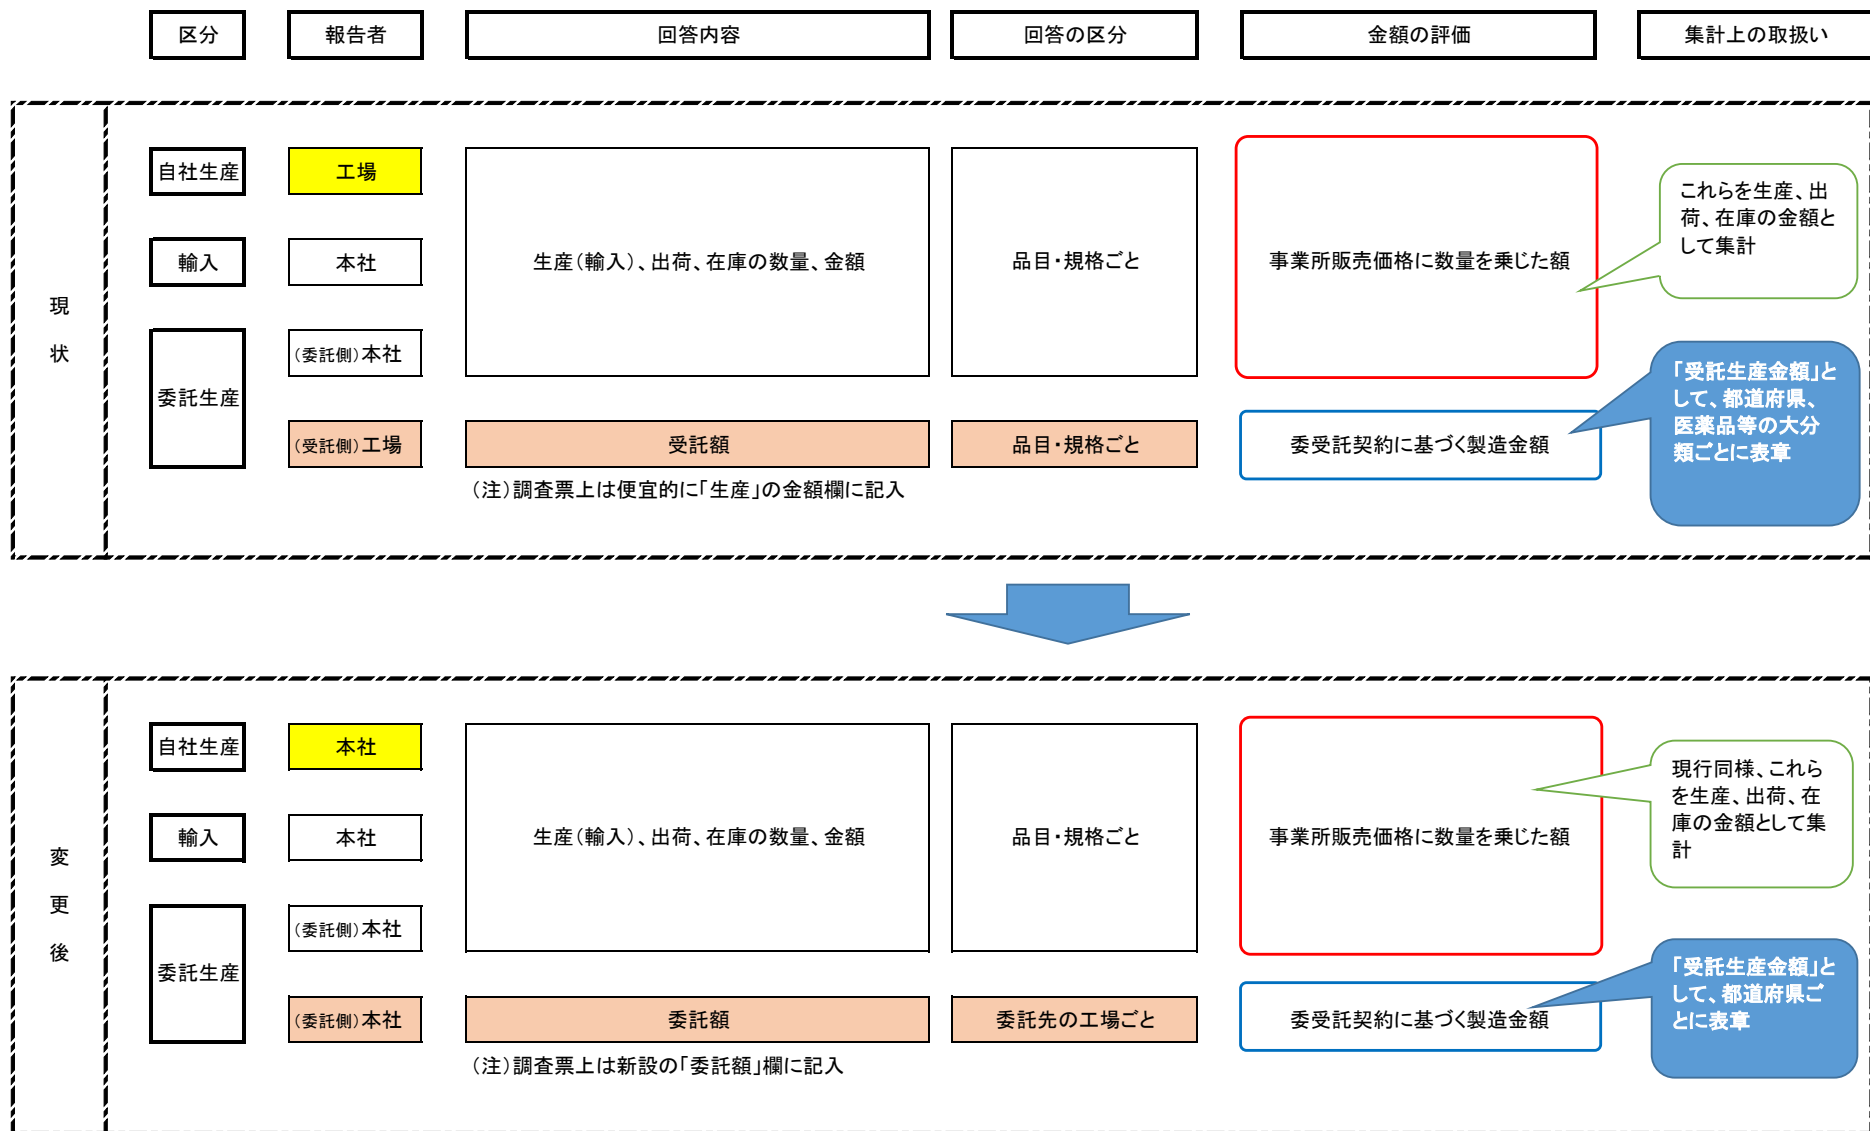 区分
報告者
回答内容
回答の区分
金額の評価
集計上の取扱い
現
状
自社生産
工場
輸入
本社
委託生産
（委託側）本社
（受託側）工場
生産（輸入）、出荷、在庫の数量、金額
受託額
（注）調査票上は便宜的に「生産」の金額欄に記入
品目・規格ごと
品目・規格ごと
事業所販売価格に数量を乗じた額
委受託契約に基づく製造金額
これらを生産、出
荷、在庫の金額と
して集計
「受託生産金額」と
して、都道府県、
医薬品等の大分
類ごとに表章
変
更
後
自社生産
本社
輸入
本社
委託生産
（委託側）本社
（委託側）本社
生産（輸入）、出荷、在庫の数量、金額
委託額
（注）調査票上は新設の「委託額」欄に記入
品目・規格ごと
委託先の工場ごと
事業所販売価格に数量を乗じた額
委受託契約に基づく製造金額
現行同様、これら
を生産、出荷、在
庫の金額として集
計
「受託生産金額」と
して、都道府県ご
とに表章